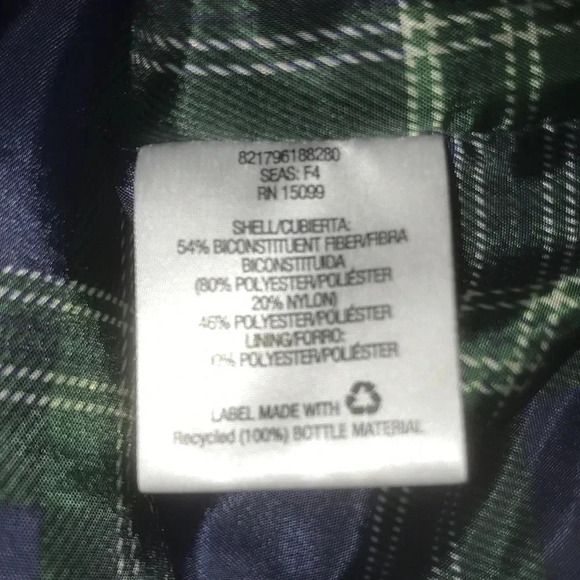 821796188280
SEAS: F4
RN 15099
SHELL/CUBIERTA:
54% BICONSTITUENT FIBER/FIBRA
BICONSTITUIDA
(80% POLYESTER/POLIÉSTER
20% NYLON)
46% POLYESTER/POLIÉSTER
LINING/FORRO:
POLYESTER/POLIÉSTER
LABEL MADE WITH
Recycled (100%) BOTTLE MATERIAL